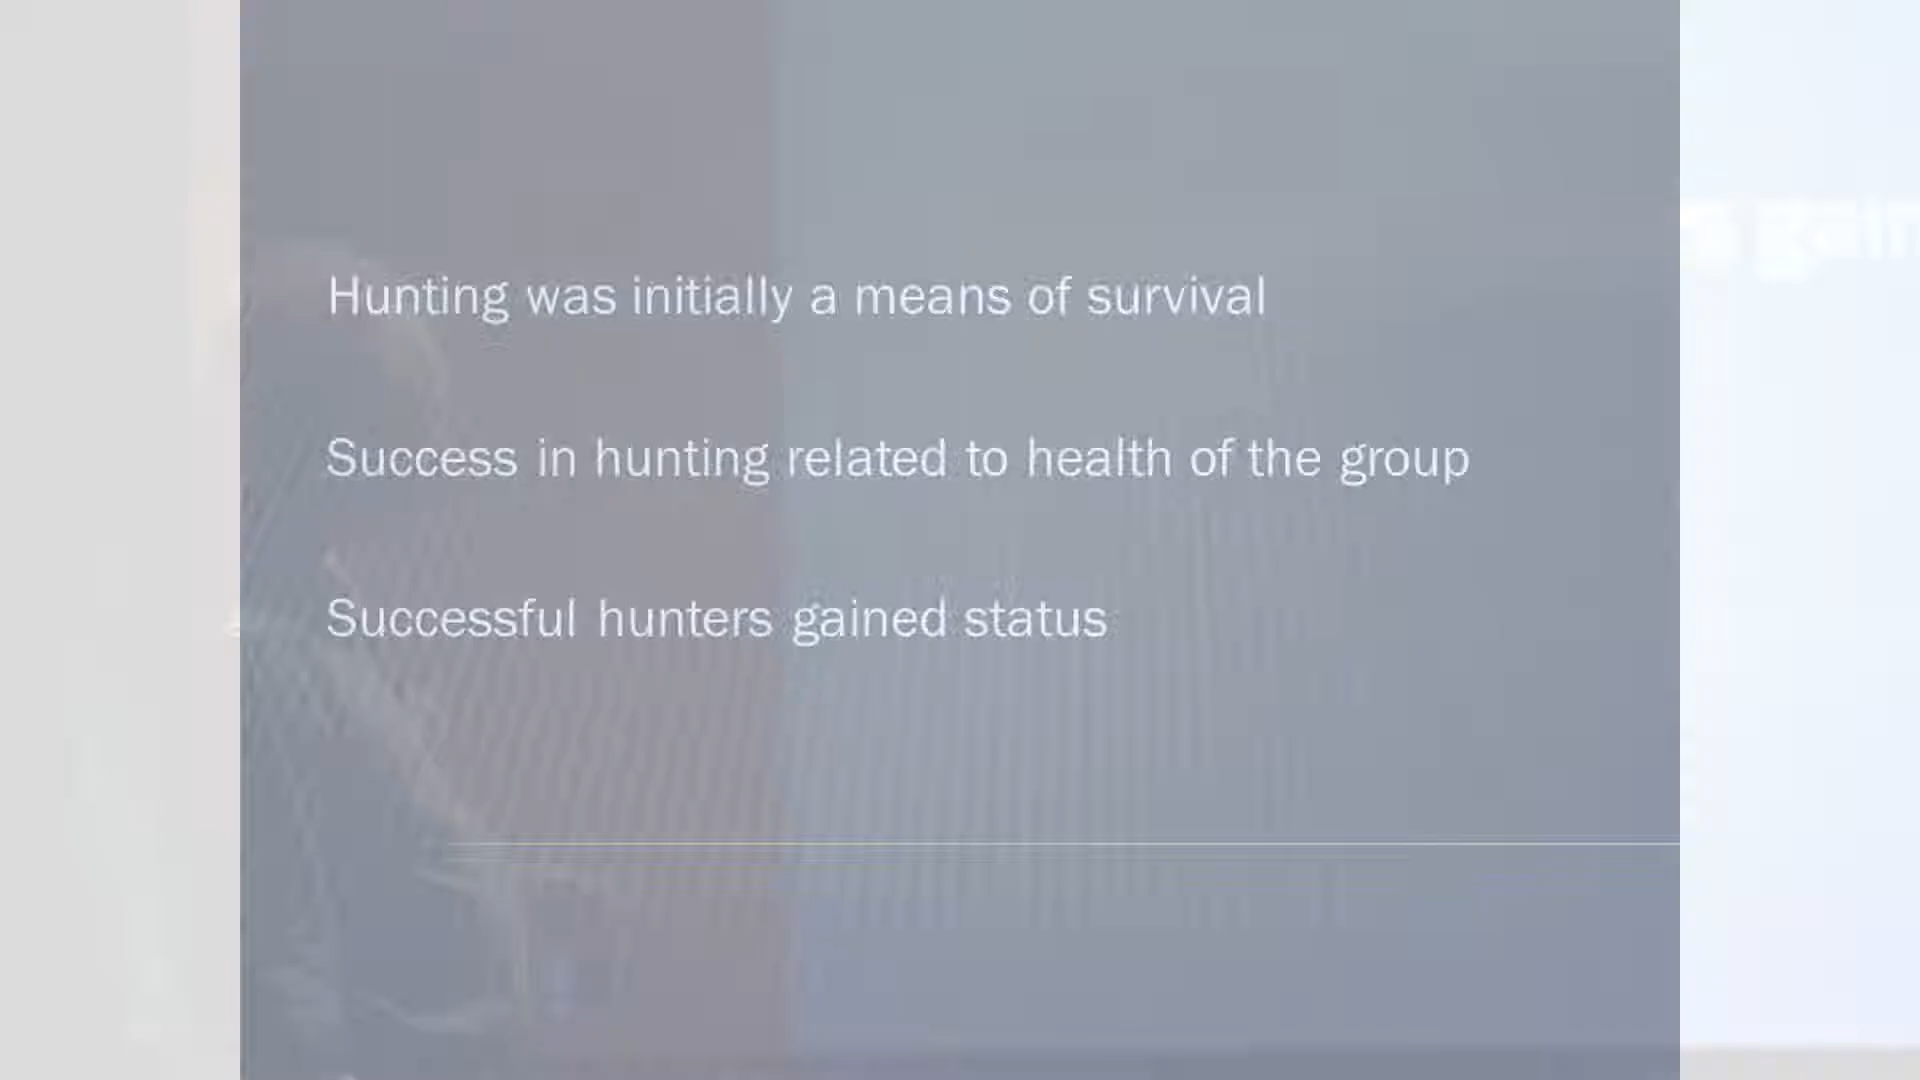 Hunting was initially a means of survival
Success in hunting related to health of the group
Successful hunters gained status